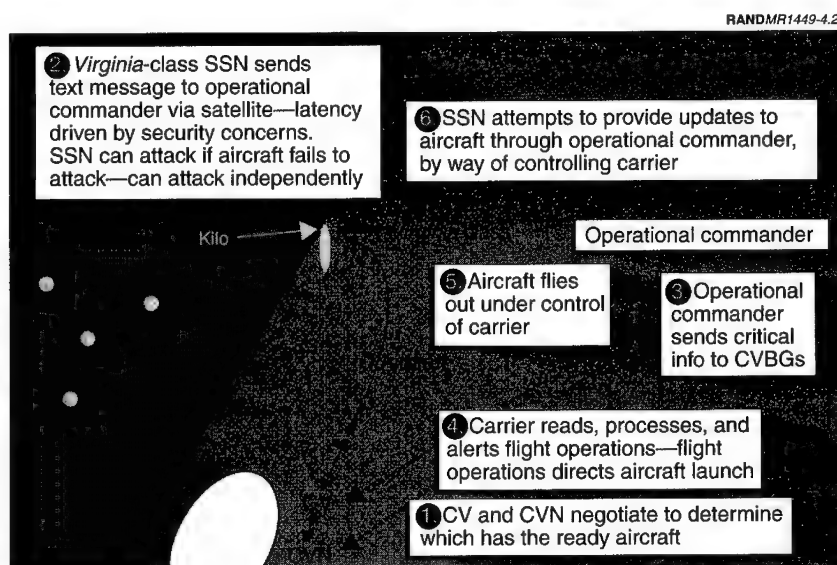 RANDMR1449-4.2
2. Virginia-class SSN sends
text message to operational
commander via satellite—latency
driven by security concerns.
SSN can attack if aircraft fails to
attack—can attack independently
6. SSN attempts to provide updates to
aircraft through operational commander,
by way of controlling carrier
Kilo
Operational commander
5. Aircraft flies
out under control
of carrier
3. Operational
commander
sends critical
info to CVBGs
4. Carrier reads, processes, and
alerts flight operations—flight
operations directs aircraft launch
1. CV and CVN negotiate to determine
which has the ready aircraft